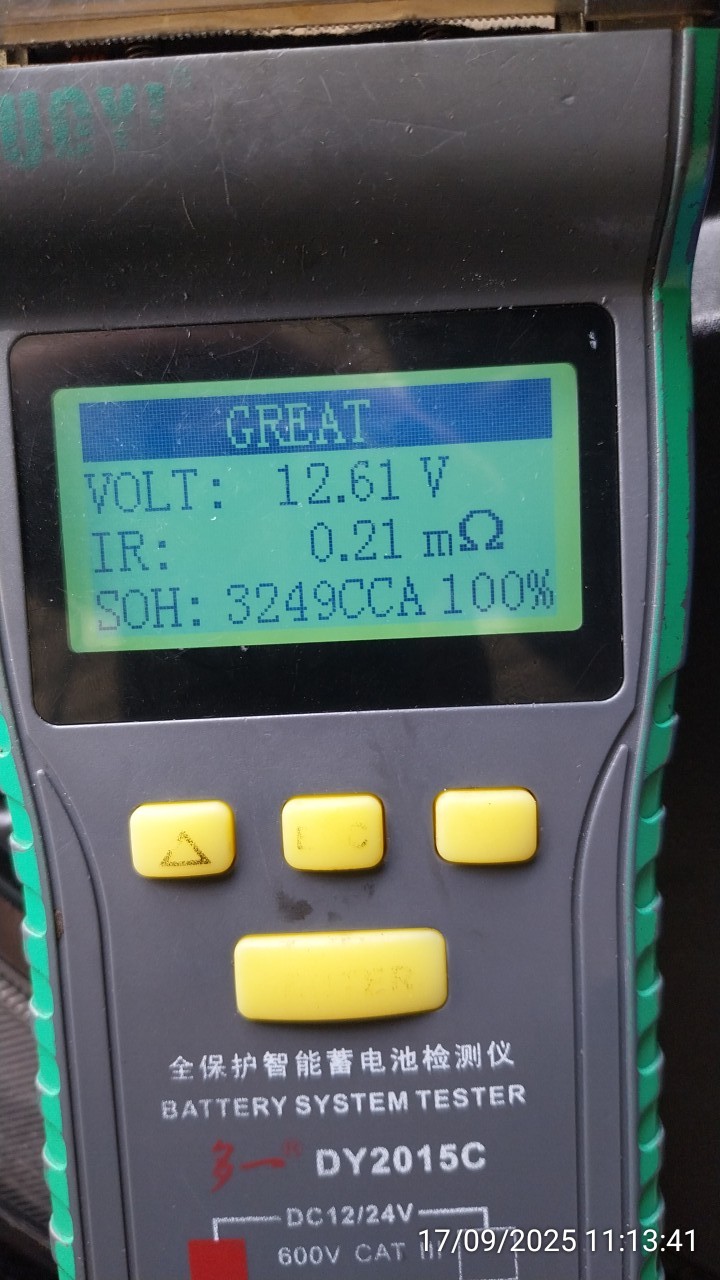 GREAT
VOLT: 12.61 V
IR: 0.21 mΩ
SOH: 3249CCA 100%
全保护智能蓄电池检测仪
BATTERY SYSTEM TESTER
多一® DY2015C
DC12/24V
600V CAT III
17/09/2025 11:13:41